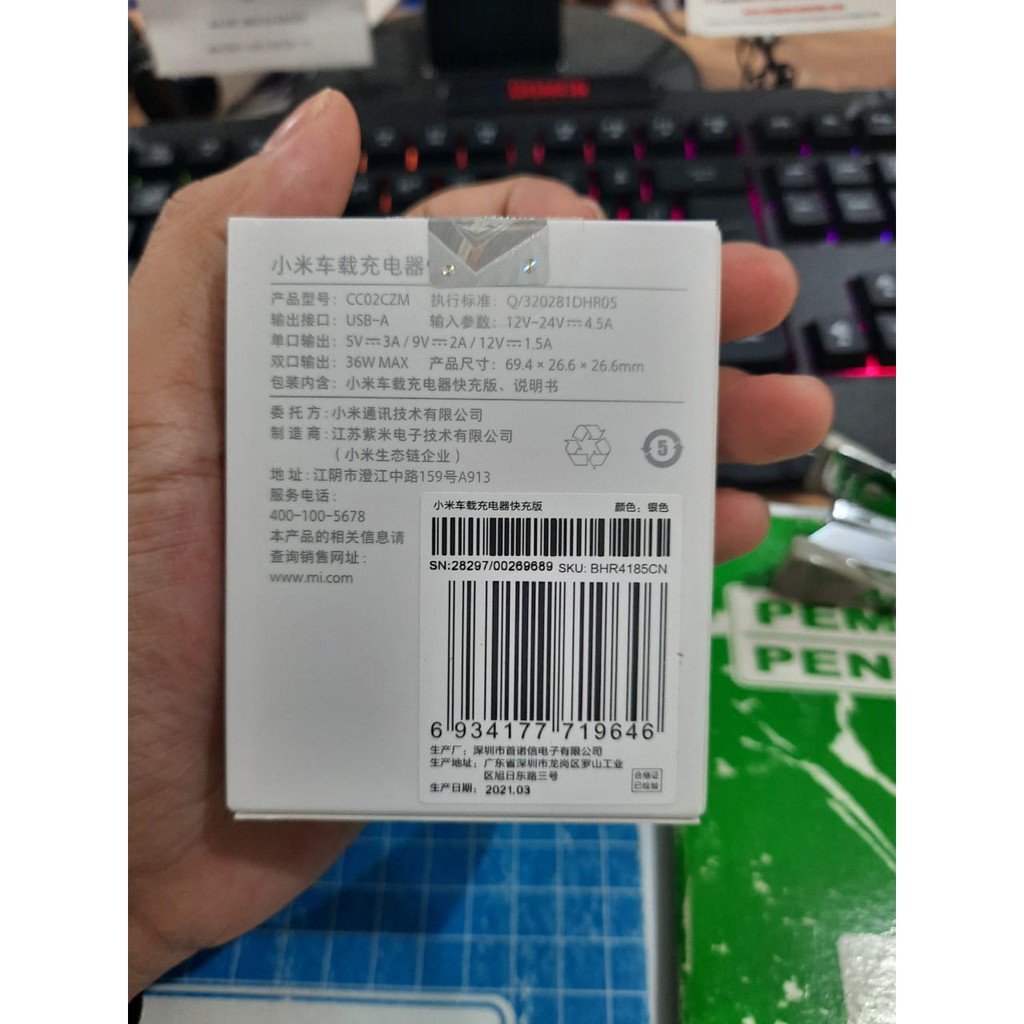 小米车载充电器
产品型号： CC02CZM 执行标准： Q/320281DHR05
输出接口： USB-A 输入参数： 12V-24V⎓4.5A
单口输出： 5V⎓3A / 9V⎓2A / 12V⎓1.5A
双口输出： 36W MAX 产品尺寸： 69.4 × 26.6 × 26.6mm
包装内含： 小米车载充电器快充版、说明书
委 托 方 : 小米通讯技术有限公司
制 造 商 : 江苏紫米电子技术有限公司
（ 小米生态链企业 ）
地 址 : 江阴市澄江中路159号A913
服务电话 :
400-100-5678
本产品的相关信息请
查询销售网址 :
www.mi.com
5
小米车载充电器快充版 颜色：银色
SN:28297/00269689 SKU: BHR4185CN
6 934177 719646
生产厂：深圳市首诺信电子有限公司
生产地址：广东省深圳市龙岗区罗山工业
区旭日东路三号
生产日期： 2021.03
合格证
已检验
PEM
PEN